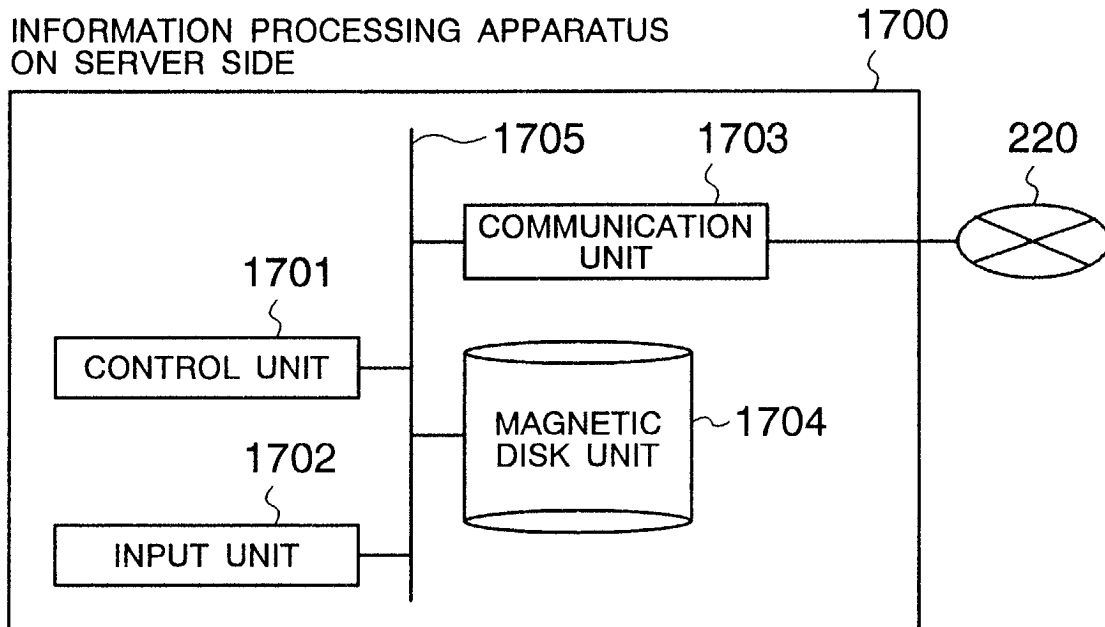 INFORMATION PROCESSING APPARATUS
ON SERVER SIDE
1700
1705
1703
220
COMMUNICATION
UNIT
1701
CONTROL UNIT
MAGNETIC
DISK UNIT
1704
1702
INPUT UNIT